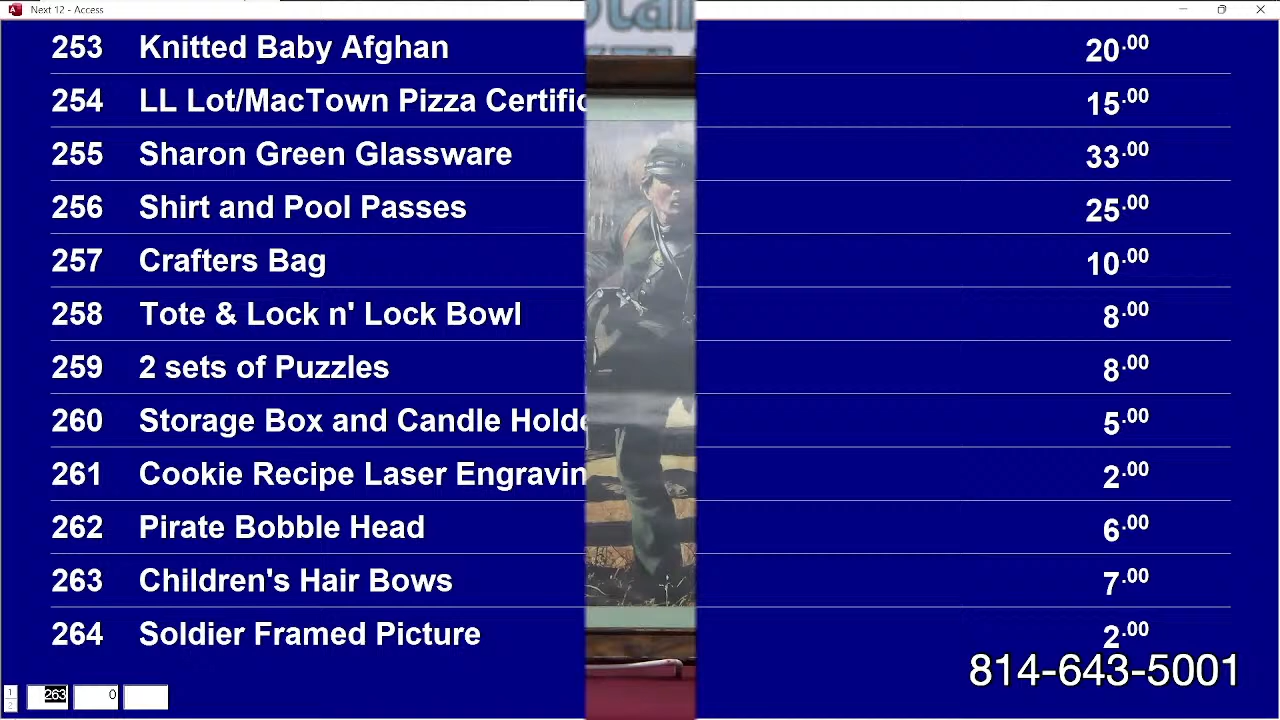 Next 12 - Access
253 Knitted Baby Afghan 20.00
254 LL Lot/MacTown Pizza Certific 15.00
255 Sharon Green Glassware 33.00
256 Shirt and Pool Passes 25.00
257 Crafters Bag 10.00
258 Tote & Lock n' Lock Bowl 8.00
259 2 sets of Puzzles 8.00
260 Storage Box and Candle Holde 5.00
261 Cookie Recipe Laser Engravin 2.00
262 Pirate Bobble Head 6.00
263 Children's Hair Bows 7.00
264 Soldier Framed Picture 2.00
814-643-5001
1
2
263 0